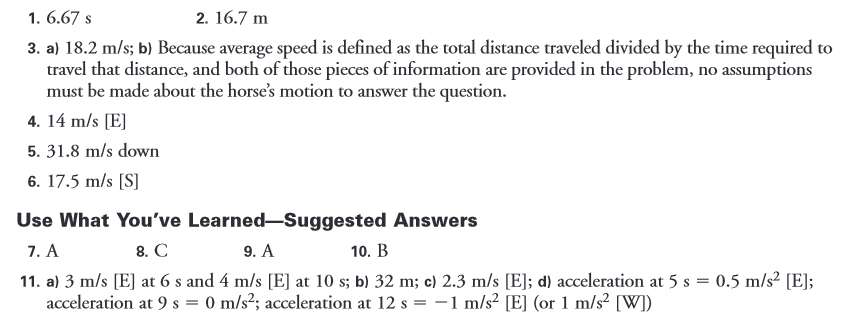 1. 6.67 s 2. 16.7 m
3. a) 18.2 m/s; b) Because average speed is defined as the total distance traveled divided by the time required to
travel that distance, and both of those pieces of information are provided in the problem, no assumptions
must be made about the horse's motion to answer the question.
4. 14 m/s [E]
5. 31.8 m/s down
6. 17.5 m/s [S]
Use What You've Learned—Suggested Answers
7. A 8. C 9. A 10. B
11. a) 3 m/s [E] at 6 s and 4 m/s [E] at 10 s; b) 32 m; c) 2.3 m/s [E]; d) acceleration at 5 s = 0.5 m/s² [E];
acceleration at 9 s = 0 m/s²; acceleration at 12 s = −1 m/s² [E] (or 1 m/s² [W])